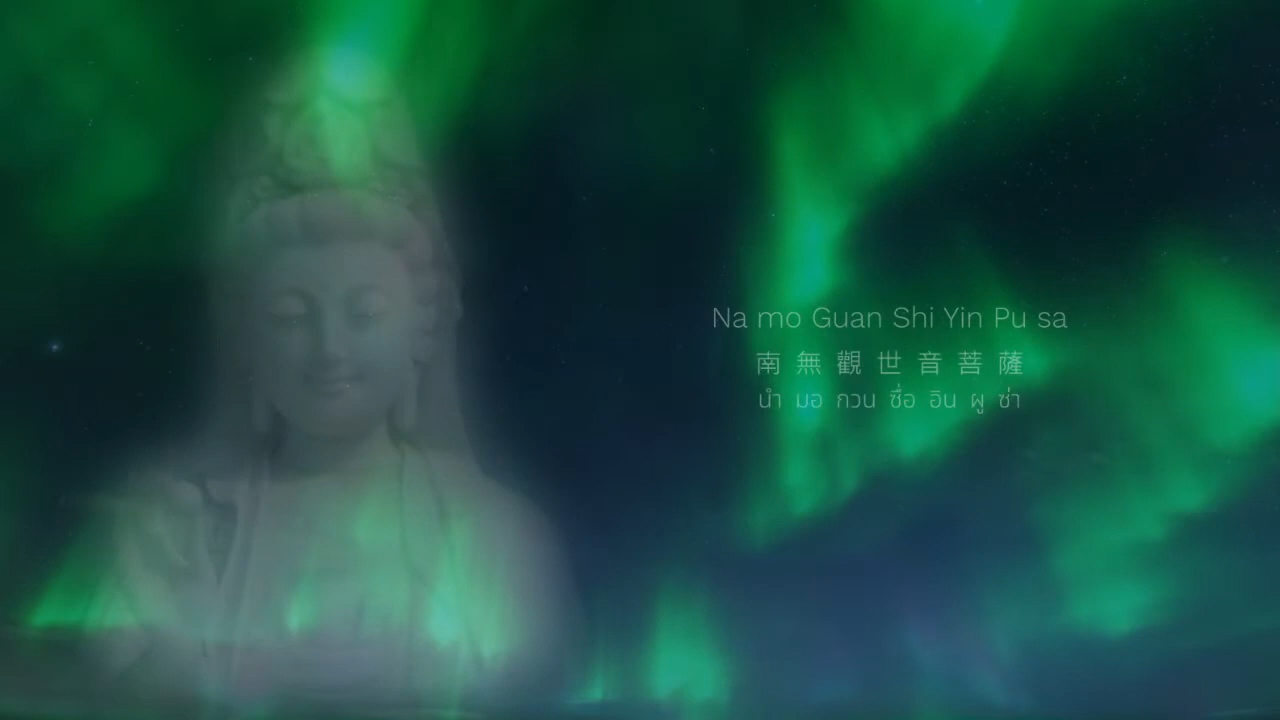 Na mo Guan Shi Yin Pu sa
南 無 觀 世 音 菩 薩
นำ มอ กวน ซื่อ อิน ผู ซ่า